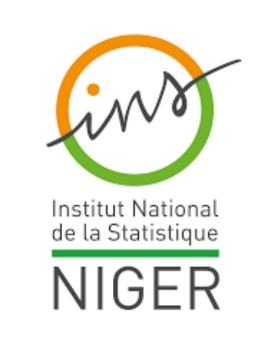 ins
Institut National
de la Statistique
NIGER